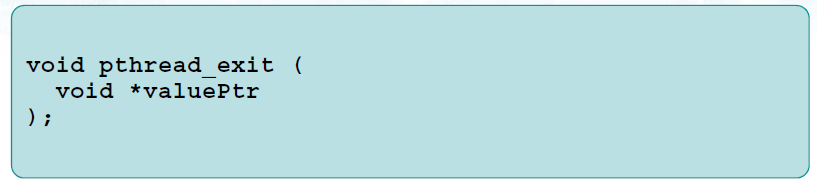 void pthread_exit (
  void *valuePtr
);